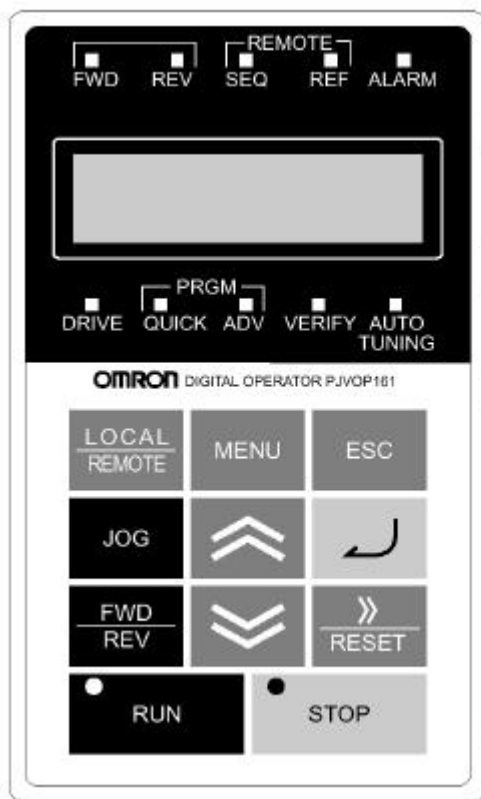 REMOTE
FWD REV SEQ REF ALARM
PRGM
DRIVE QUICK ADV VERIFY AUTO TUNING
OMRON DIGITAL OPERATOR PJVOP161
LOCAL
REMOTE
MENU
ESC
JOG
FWD
REV
RESET
RUN
STOP